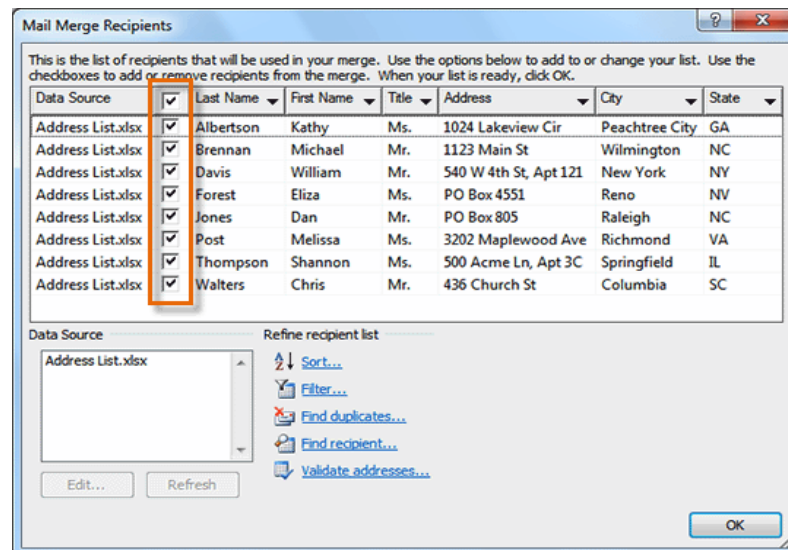 Mail Merge Recipients
This is the list of recipients that will be used in your merge. Use the options below to add to or change your list. Use the
checkboxes to add or remove recipients from the merge. When your list is ready, click OK.
Data Source Last Name First Name Title Address City State
Address List.xlsx Albertson Kathy Ms. 1024 Lakeview Cir Peachtree City GA
Address List.xlsx Brennan Michael Mr. 1123 Main St Wilmington NC
Address List.xlsx Davis William Mr. 540 W 4th St, Apt 121 New York NY
Address List.xlsx Forest Eliza Ms. PO Box 4551 Reno NV
Address List.xlsx Jones Dan Mr. PO Box 805 Raleigh NC
Address List.xlsx Post Melissa Ms. 3202 Maplewood Ave Richmond VA
Address List.xlsx Thompson Shannon Ms. 500 Acme Ln, Apt 3C Springfield IL
Address List.xlsx Walters Chris Mr. 436 Church St Columbia SC
Data Source
Address List.xlsx
Edit... Refresh
Refine recipient list
Sort...
Filter...
Find duplicates...
Find recipient...
Validate addresses...
OK